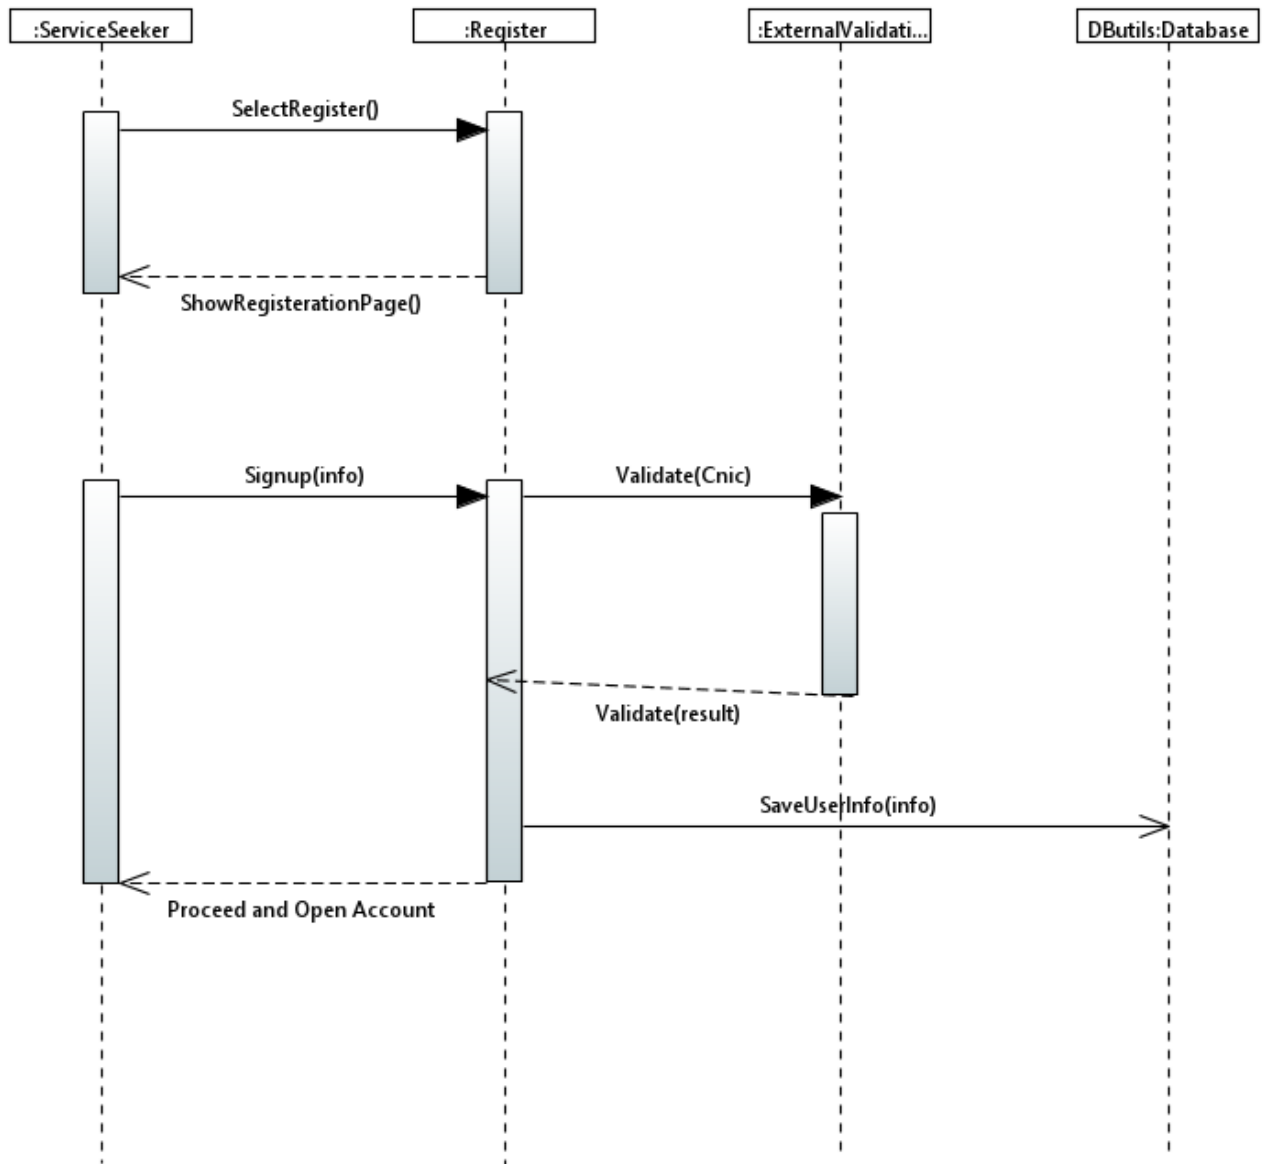 :ServiceSeeker
:Register
:ExternalValidati...
DButils:Database
SelectRegister()
ShowRegisterationPage()
Signup(info)
Validate(Cnic)
Validate(result)
SaveUserInfo(info)
Proceed and Open Account